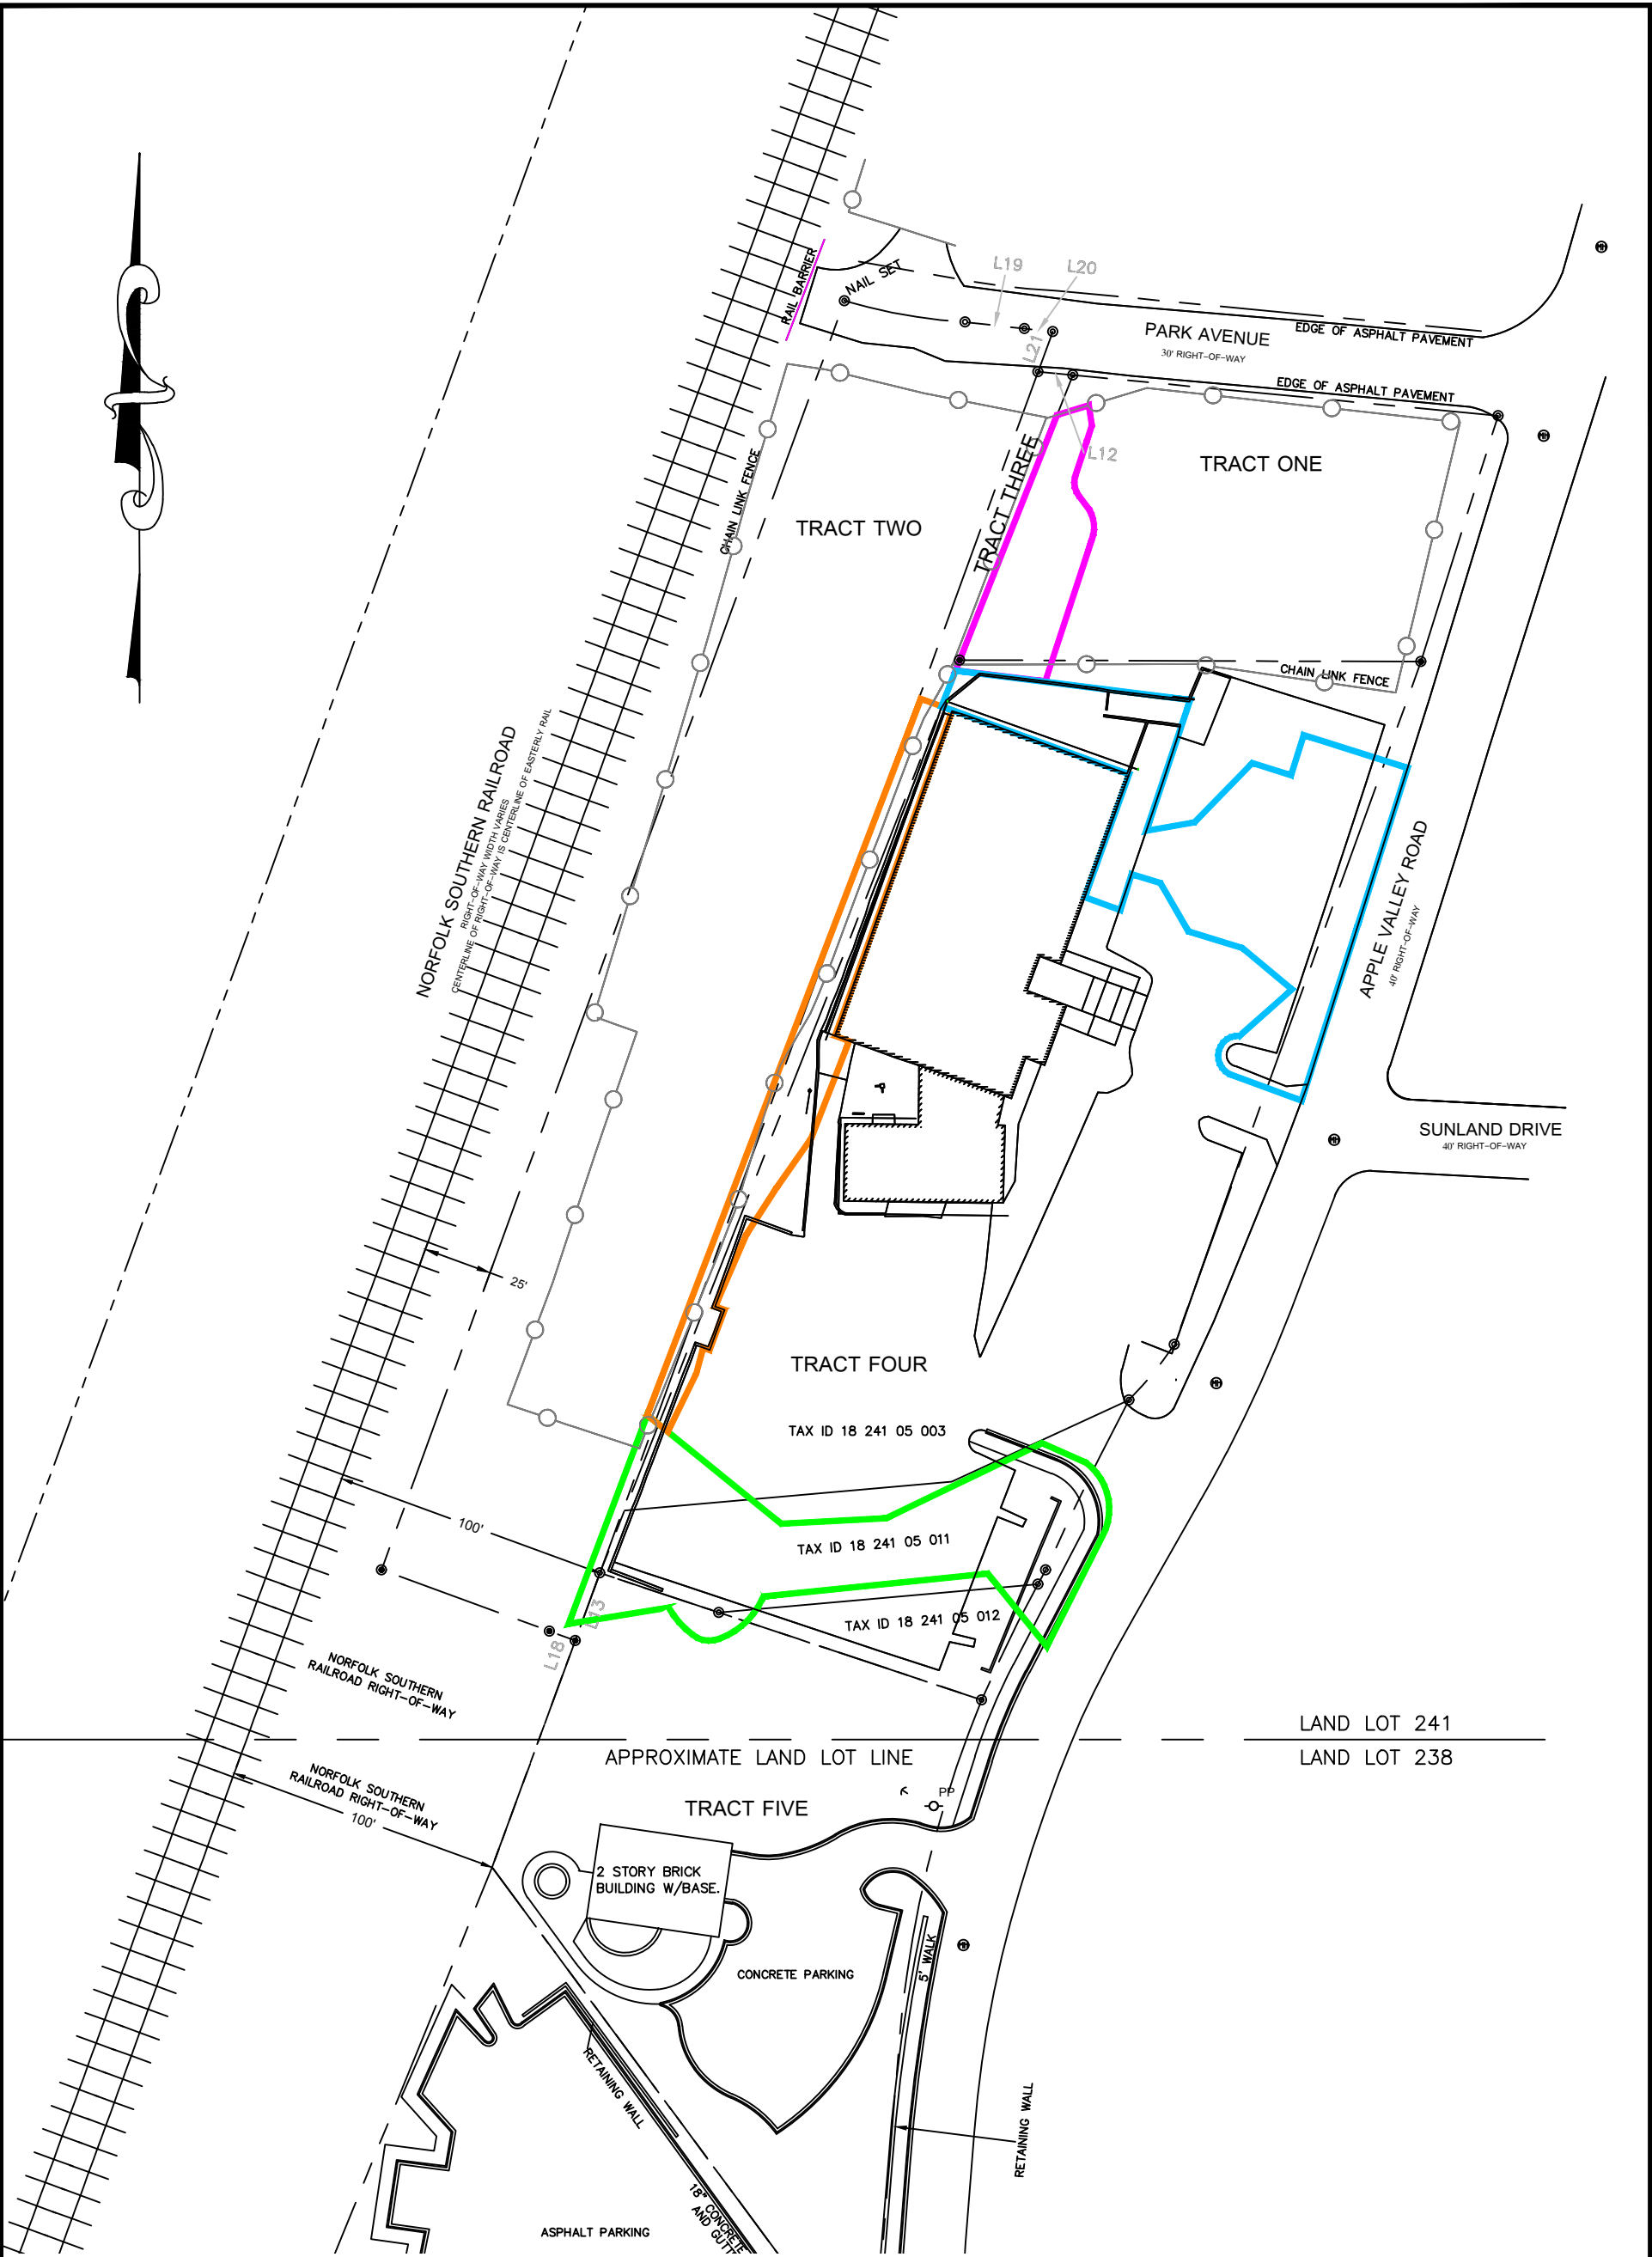 L19
L20
NAIL SET
RAIL BARRIER
L21
PARK AVENUE
30' RIGHT-OF-WAY
EDGE OF ASPHALT PAVEMENT
EDGE OF ASPHALT PAVEMENT
L12
TRACT ONE
TRACT THREE
TRACT TWO
CHAIN LINK FENCE
CHAIN LINK FENCE
NORFOLK SOUTHERN RAILROAD
RIGHT-OF-WAY WIDTH VARIES
CENTERLINE OF RIGHT-OF-WAY IS CENTERLINE OF EASTERLY RAIL
APPLE VALLEY ROAD
40' RIGHT-OF-WAY
SUNLAND DRIVE
40' RIGHT-OF-WAY
25'
TRACT FOUR
TAX ID 18 241 05 003
100'
TAX ID 18 241 05 011
TAX ID 18 241 05 012
L13
L18
NORFOLK SOUTHERN
RAILROAD RIGHT-OF-WAY
LAND LOT 241
APPROXIMATE LAND LOT LINE
LAND LOT 238
NORFOLK SOUTHERN
RAILROAD RIGHT-OF-WAY
100'
PP
TRACT FIVE
2 STORY BRICK
BUILDING W/BASE.
CONCRETE PARKING
5' WALK
RETAINING WALL
RETAINING WALL
18" CONCRETE
AND GUTT
ASPHALT PARKING